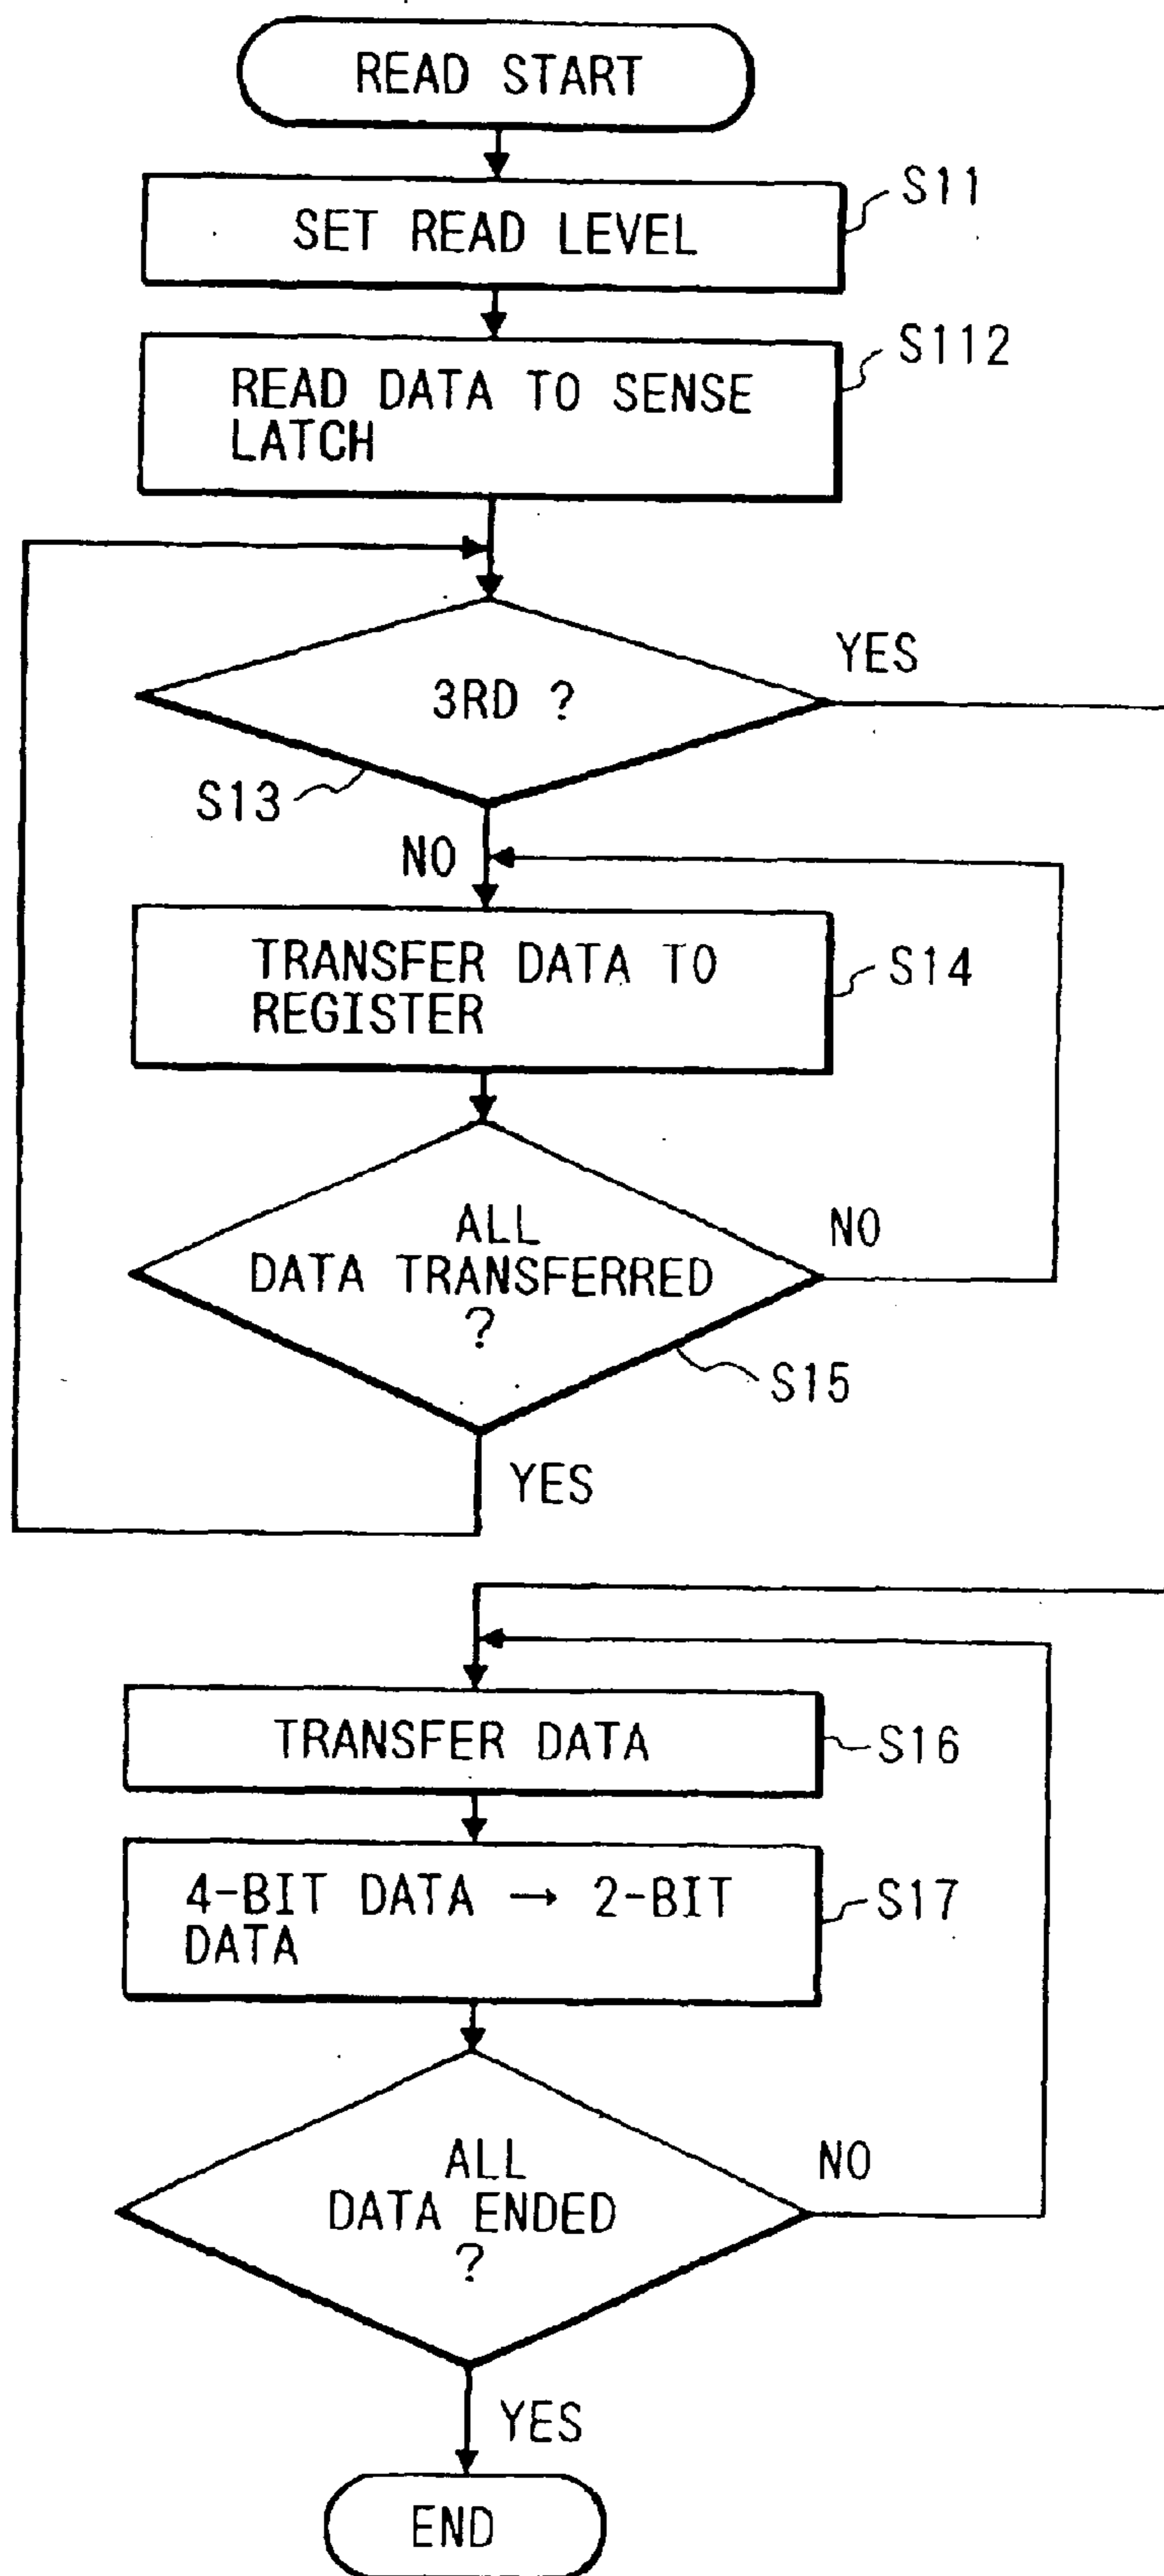 READ START
SET READ LEVEL
S11
READ DATA TO SENSE
LATCH
S112
3RD ?
YES
S13
NO
TRANSFER DATA TO
REGISTER
S14
ALL
DATA TRANSFERRED
?
NO
S15
YES
TRANSFER DATA
S16
4-BIT DATA → 2-BIT
DATA
S17
ALL
DATA ENDED
?
NO
YES
END